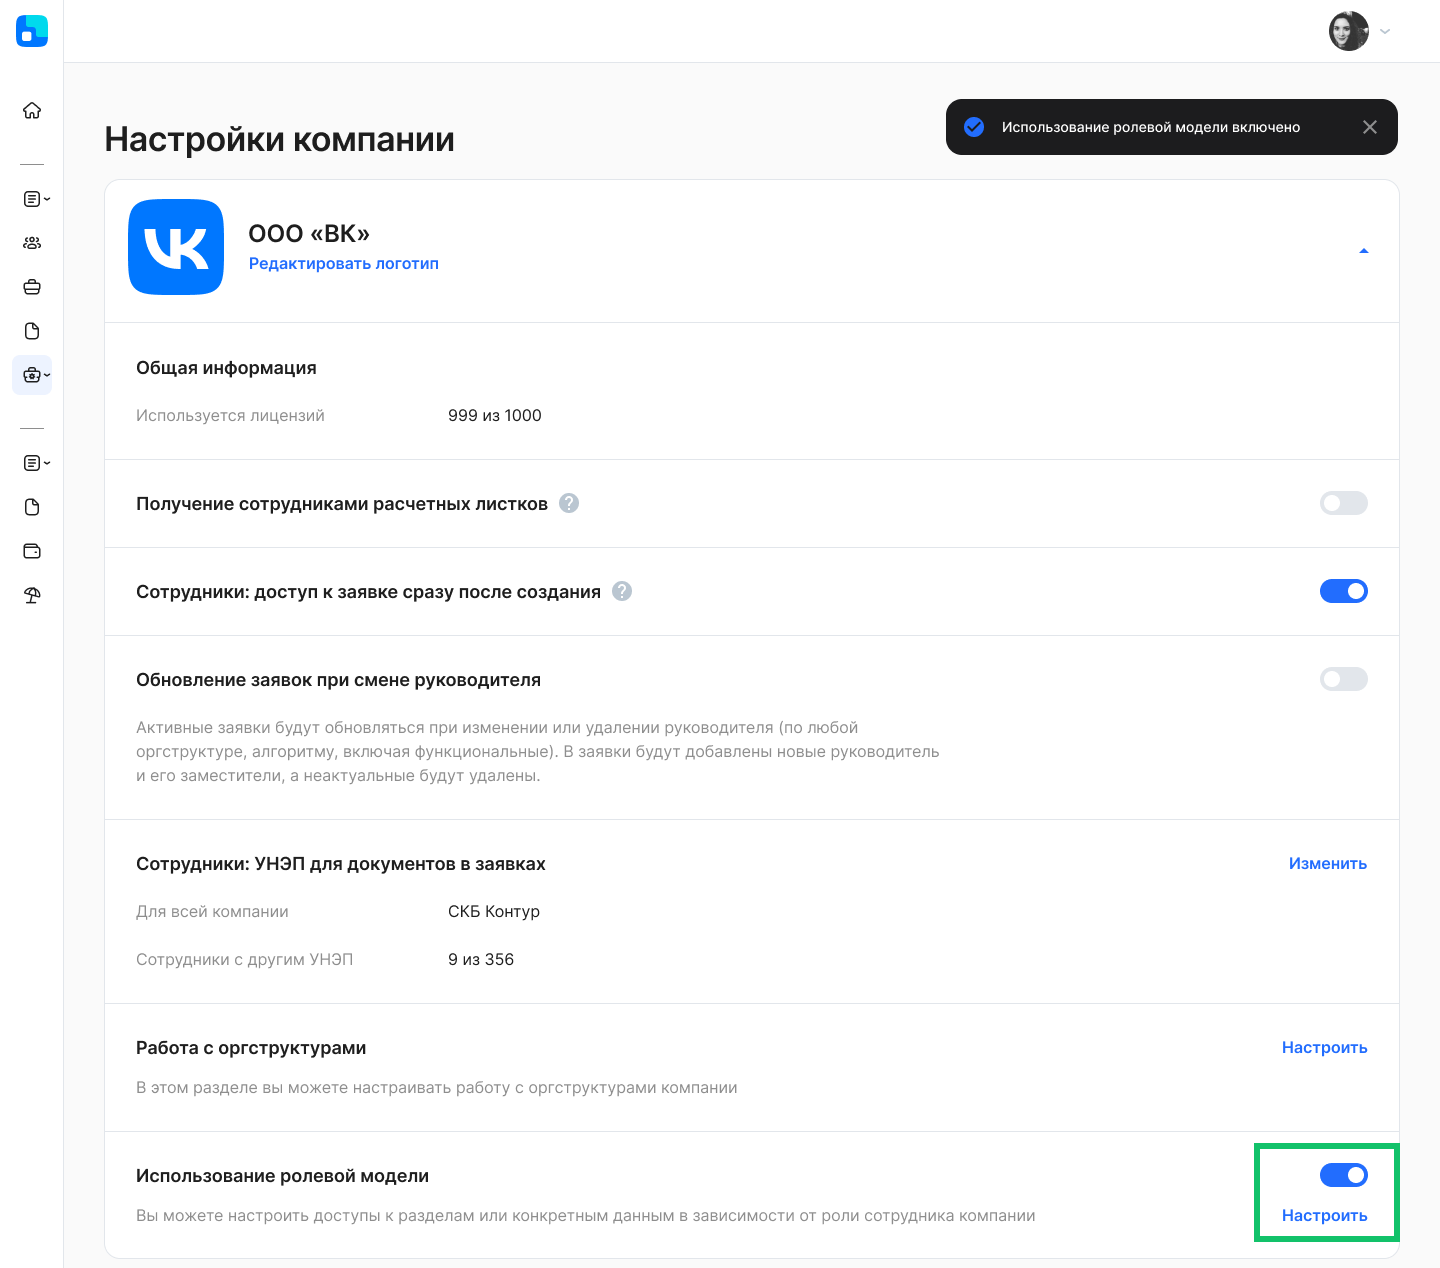 Использование ролевой модели включено
Настройки компании
ООО «ВК»
Редактировать логотип
Общая информация
Используется лицензий 999 из 1000
Получение сотрудниками расчетных листков ?
Сотрудники: доступ к заявке сразу после создания ?
Обновление заявок при смене руководителя
Активные заявки будут обновляться при изменении или удалении руководителя (по любой
оргструктуре, алгоритму, включая функциональные). В заявки будут добавлены новые руководитель
и его заместители, а неактуальные будут удалены.
Сотрудники: УНЭП для документов в заявках Изменить
Для всей компании СКБ Контур
Сотрудники с другим УНЭП 9 из 356
Работа с оргструктурами Настроить
В этом разделе вы можете настраивать работу с оргструктурами компании
Использование ролевой модели
Вы можете настроить доступы к разделам или конкретным данным в зависимости от роли сотрудника компании Настроить